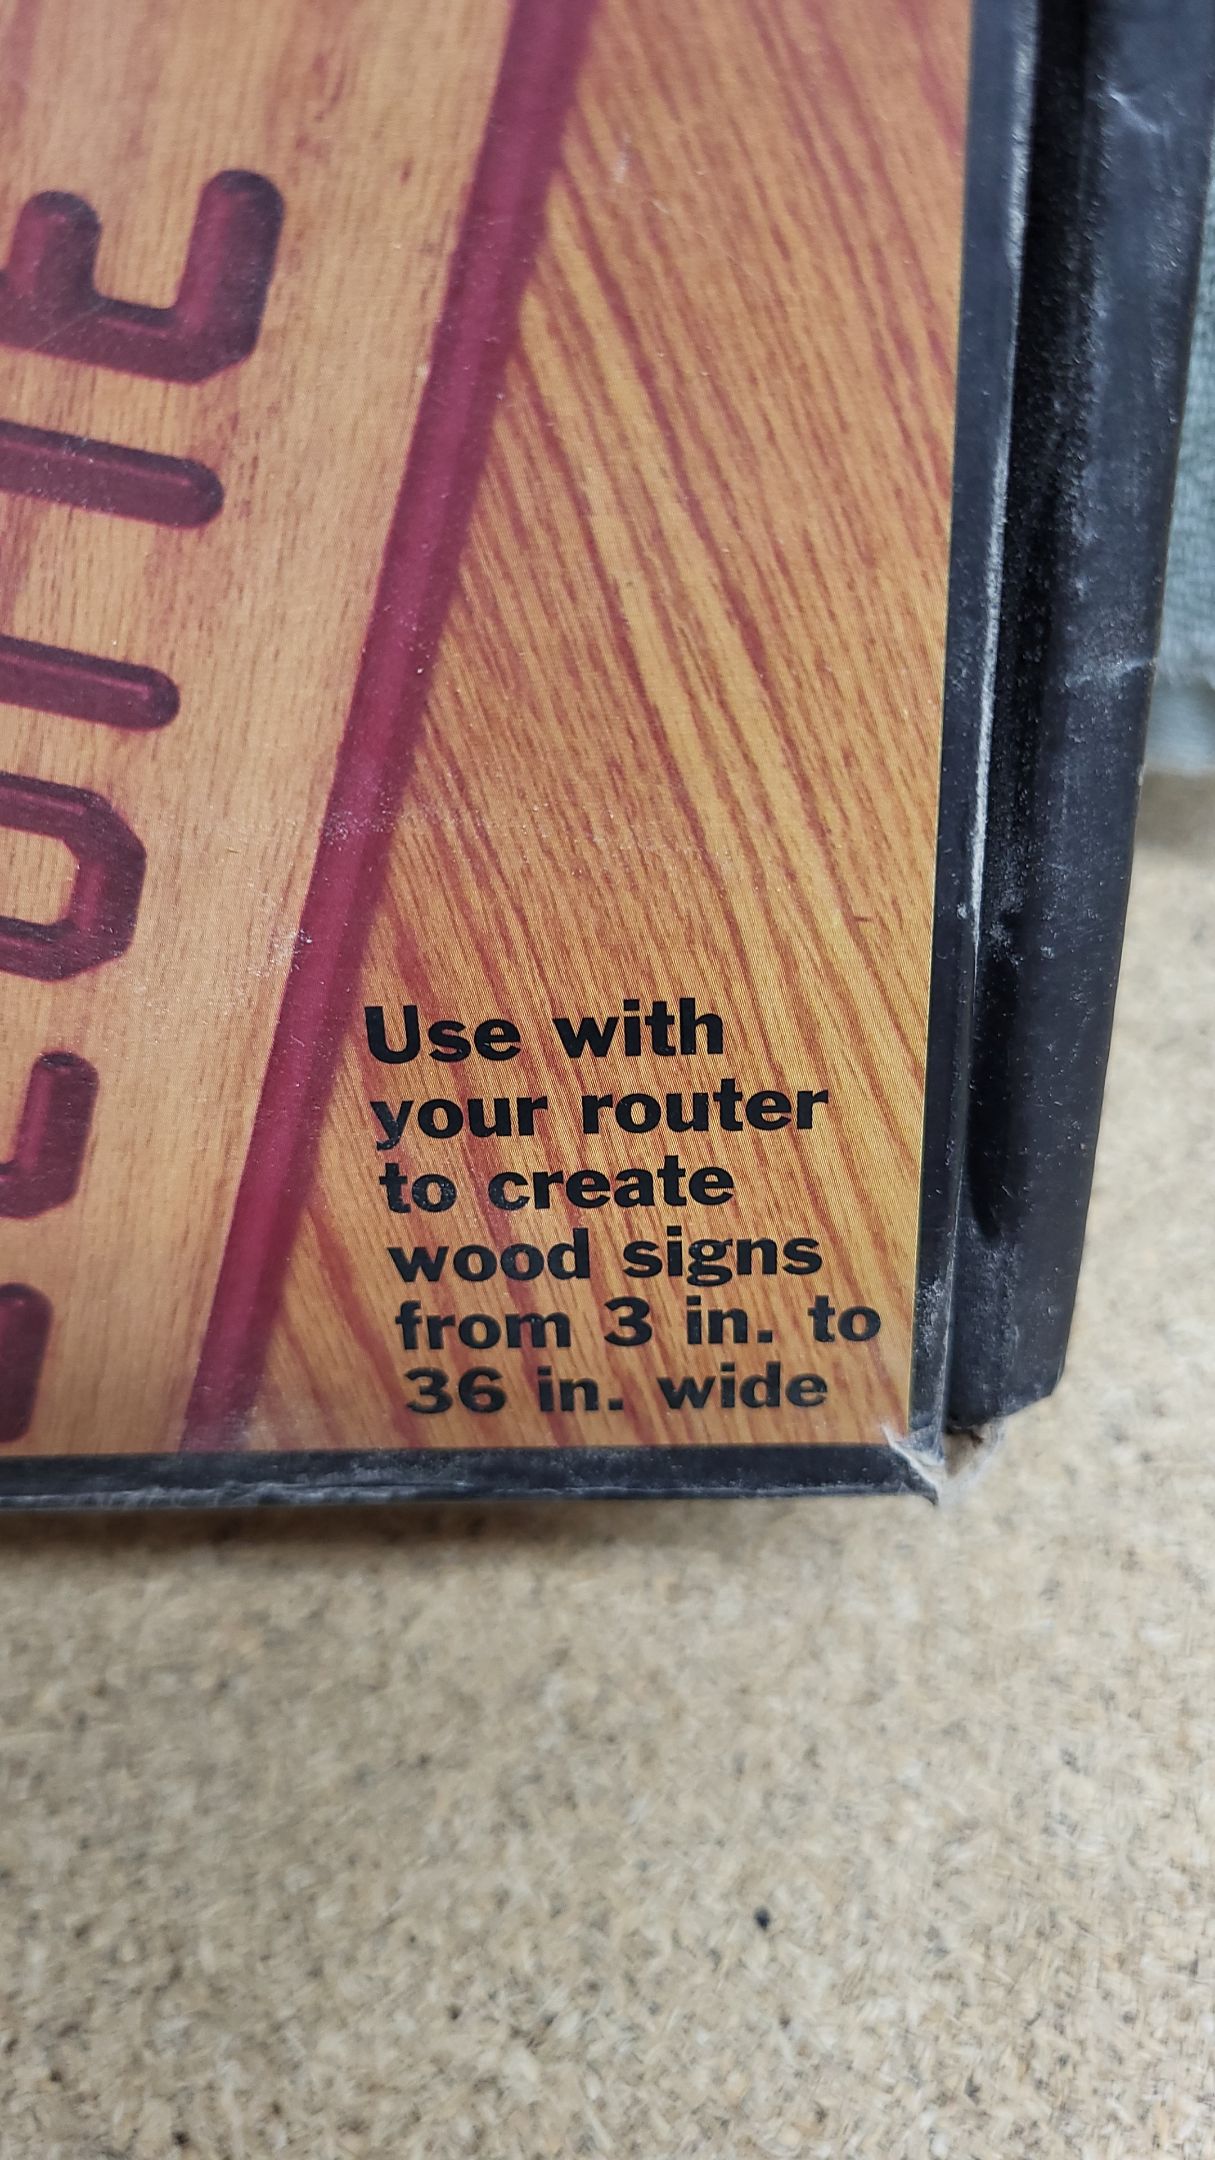 Use with
your router
to create
wood signs
from 3 in. to
36 in. wide